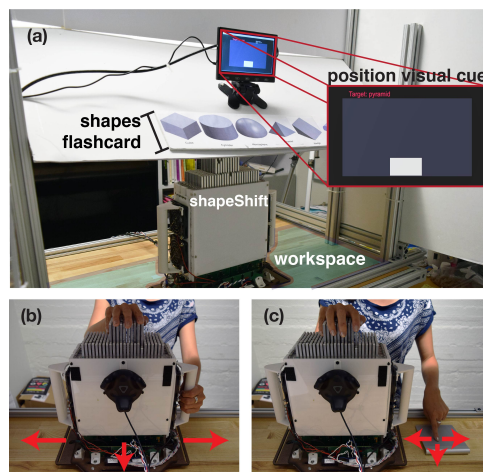 (a)
position visual cue
Target: pyramid
shapes
flashcard
shapeShift
workspace
(b)
(c)